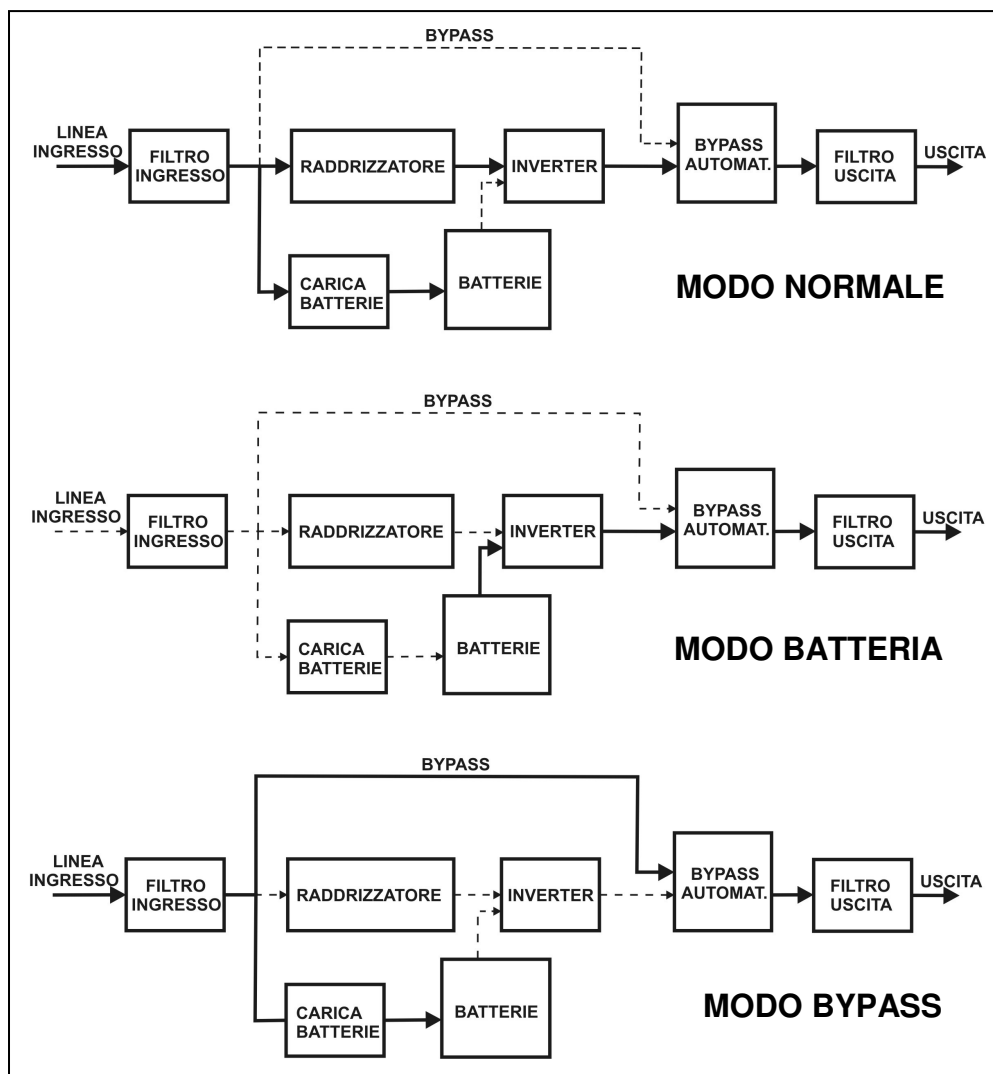 BYPASS
LINEA
INGRESSO
FILTRO
INGRESSO
RADDRIZZATORE
INVERTER
BYPASS
AUTOMAT.
FILTRO
USCITA
USCITA
CARICA
BATTERIE
BATTERIE
MODO NORMALE
BYPASS
LINEA
INGRESSO
FILTRO
INGRESSO
RADDRIZZATORE
INVERTER
BYPASS
AUTOMAT.
FILTRO
USCITA
USCITA
CARICA
BATTERIE
BATTERIE
MODO BATTERIA
BYPASS
LINEA
INGRESSO
FILTRO
INGRESSO
RADDRIZZATORE
INVERTER
BYPASS
AUTOMAT.
FILTRO
USCITA
USCITA
CARICA
BATTERIE
BATTERIE
MODO BYPASS